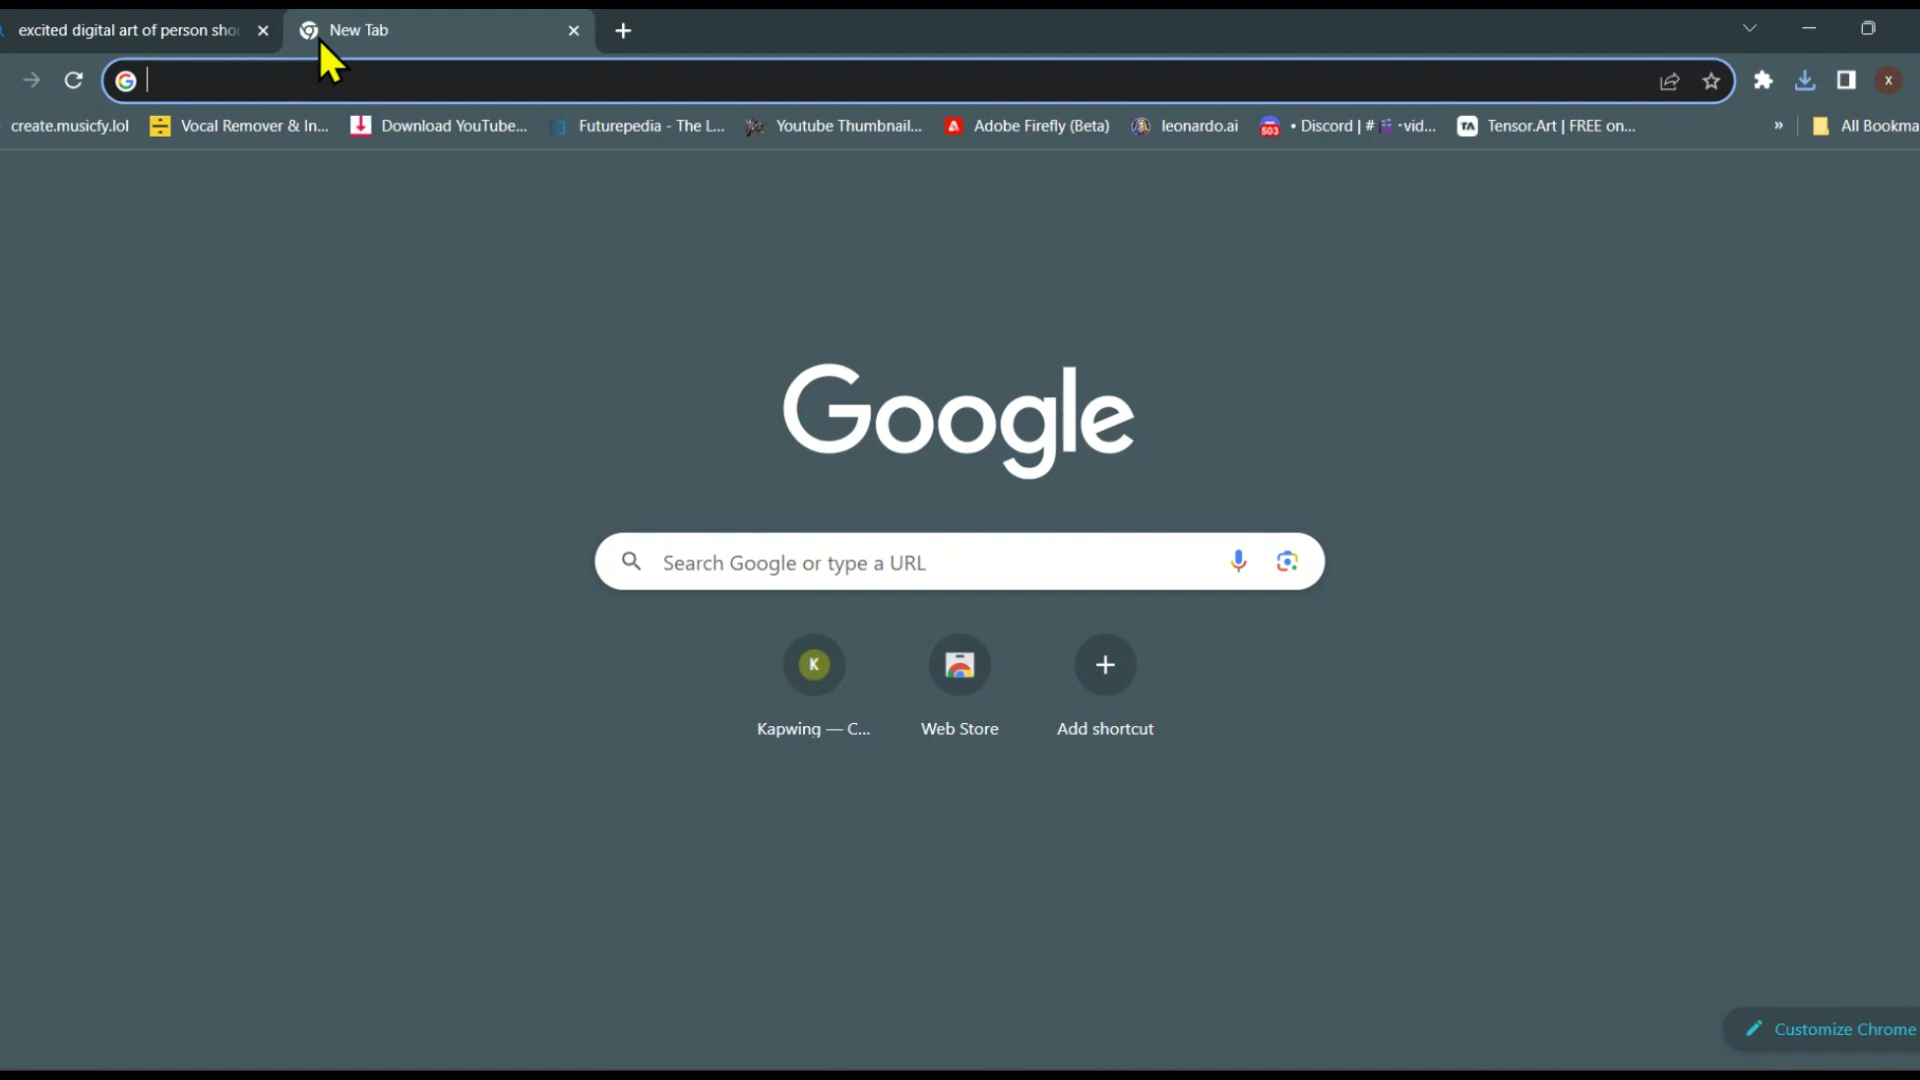 excited digital art of person sho
New Tab
create.musicfy.lol
Vocal Remover & In...
Download YouTube...
Futurepedia - The L...
Youtube Thumbnail...
Adobe Firefly (Beta)
leonardo.ai
503
• Discord | # -vid...
TA
Tensor.Art | FREE on...
»
All Bookma
X
Google
Search Google or type a URL
K
Kapwing — C...
Web Store
Add shortcut
Customize Chrome